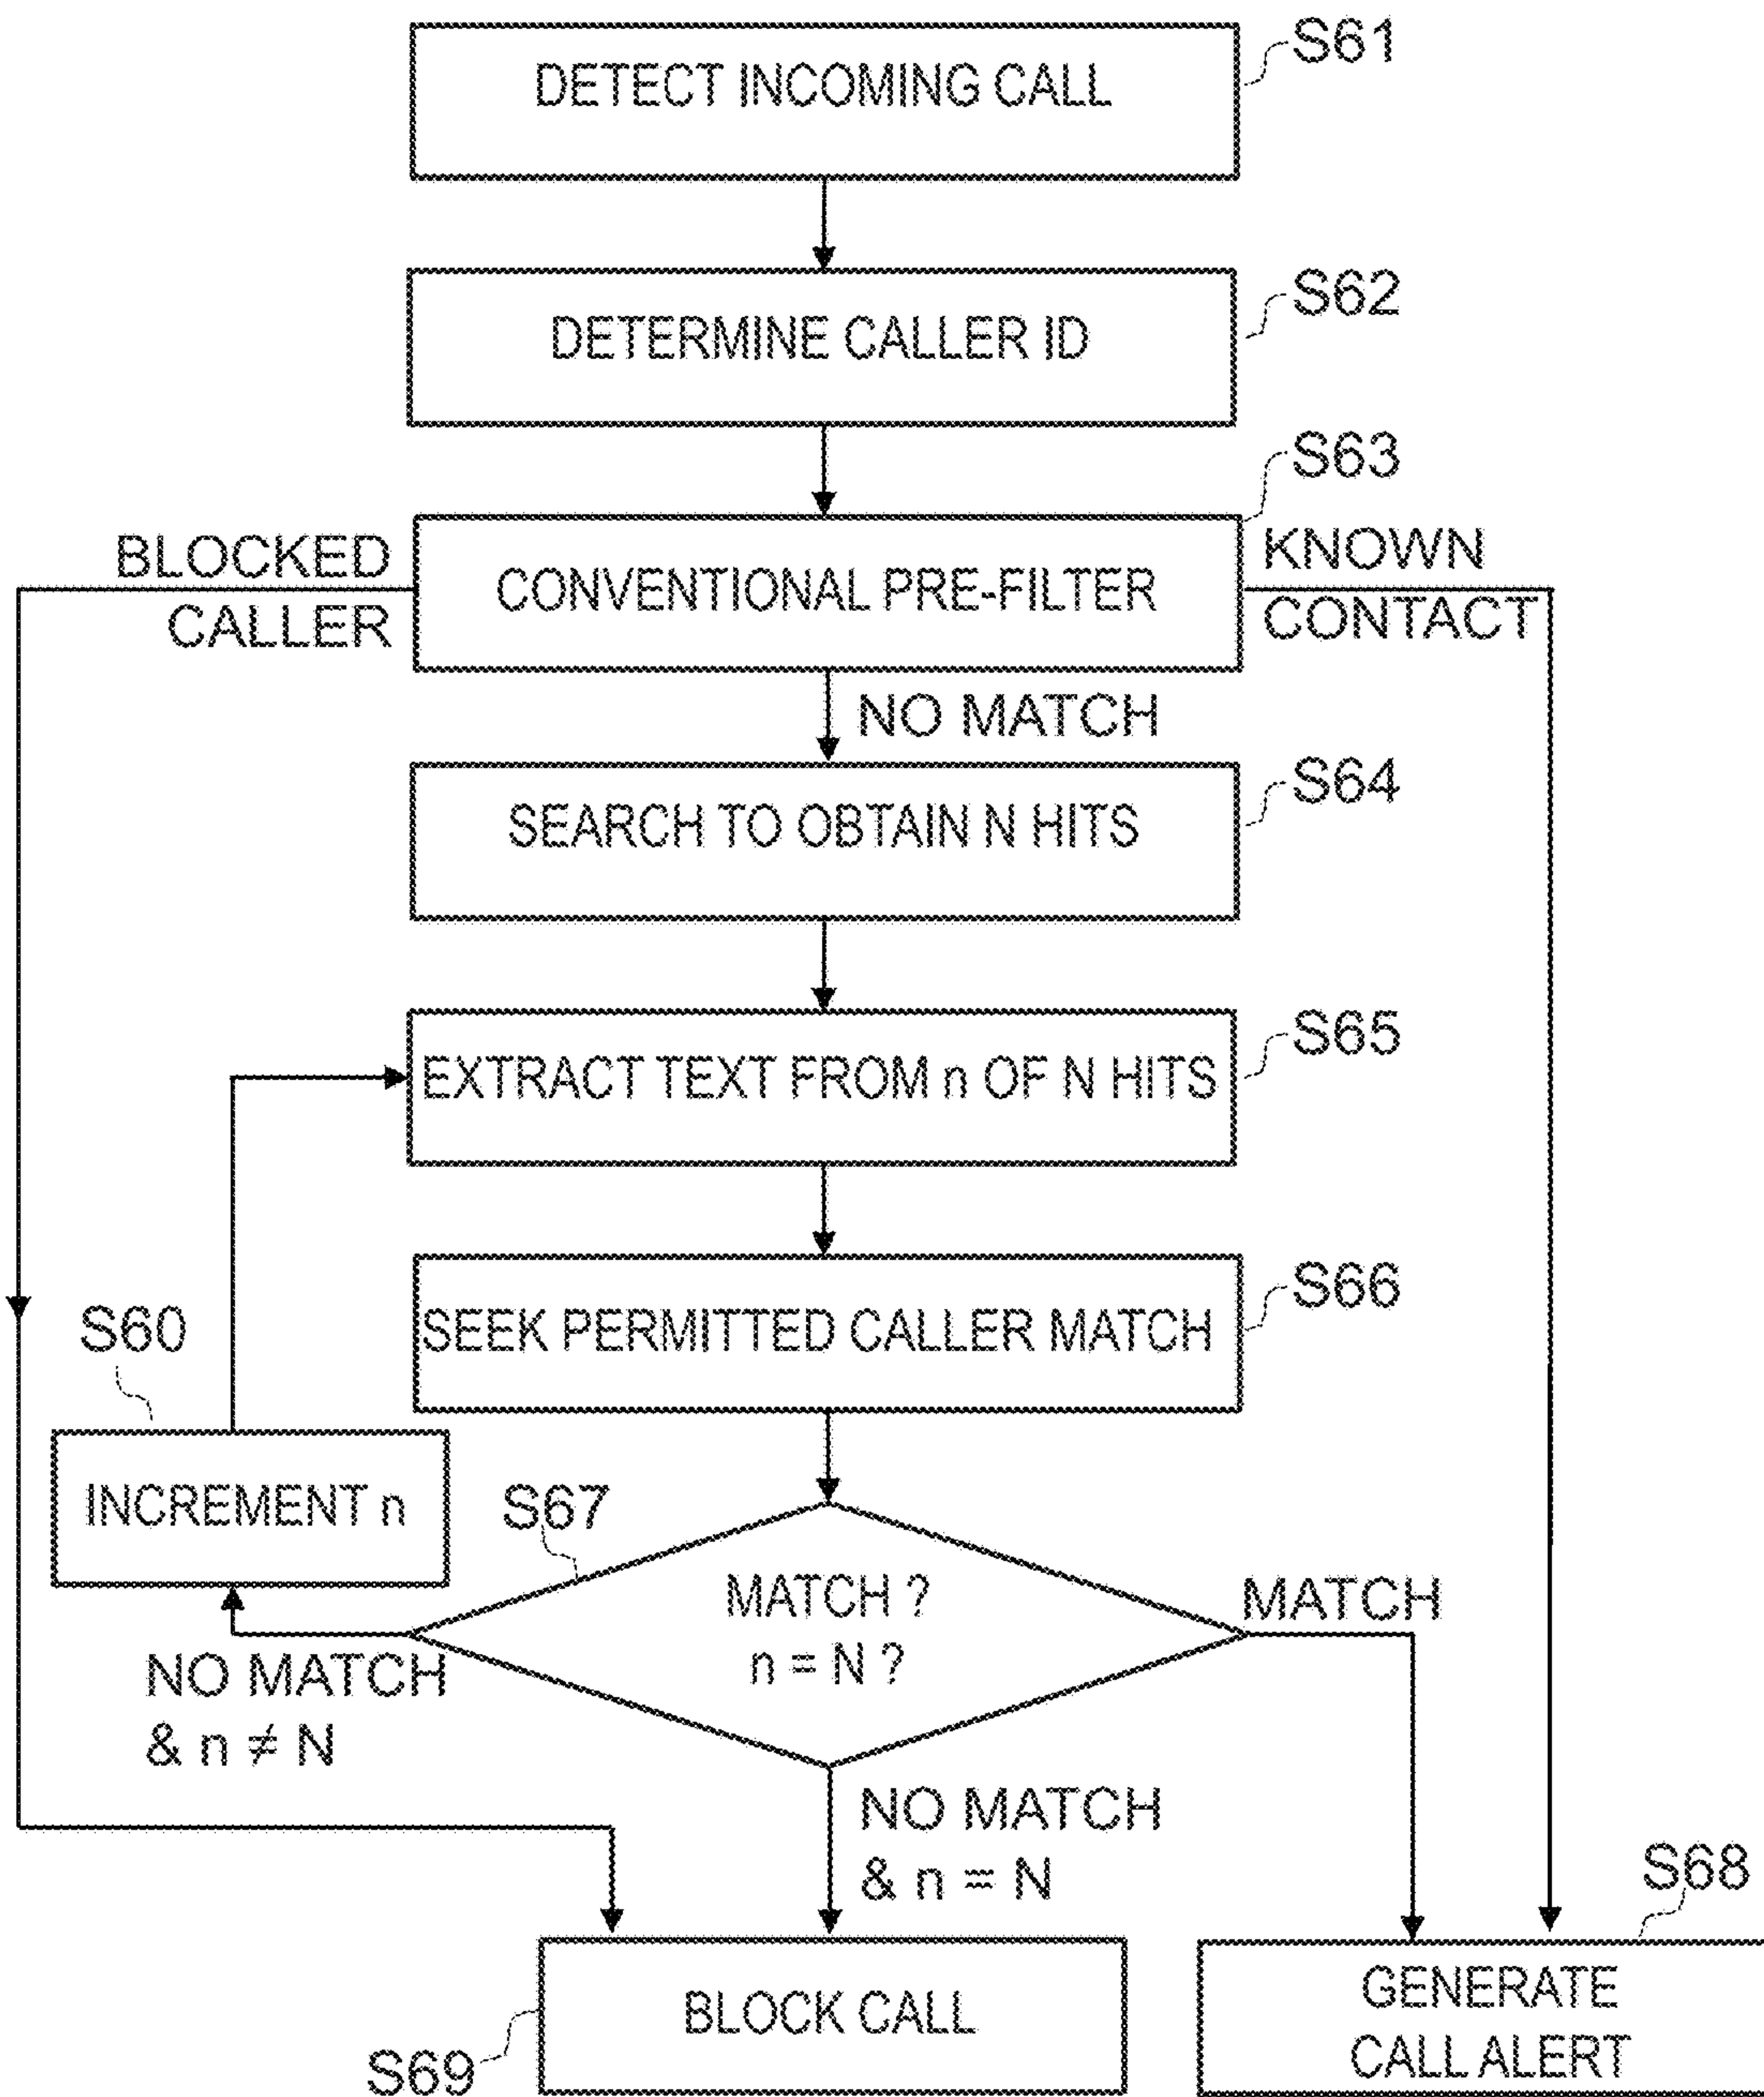 DETECT INCOMING CALL
S61
DETERMINE CALLER ID
S62
S63
BLOCKED
CALLER
CONVENTIONAL PRE-FILTER
KNOWN
CONTACT
NO MATCH
SEARCH TO OBTAIN N HITS
S64
EXTRACT TEXT FROM n OF N HITS
S65
SEEK PERMITTED CALLER MATCH
S66
S60
INCREMENT n
S67
MATCH ?
n = N ?
MATCH
NO MATCH
& n ≠ N
NO MATCH
& n = N
S68
BLOCK CALL
S69
GENERATE
CALL ALERT